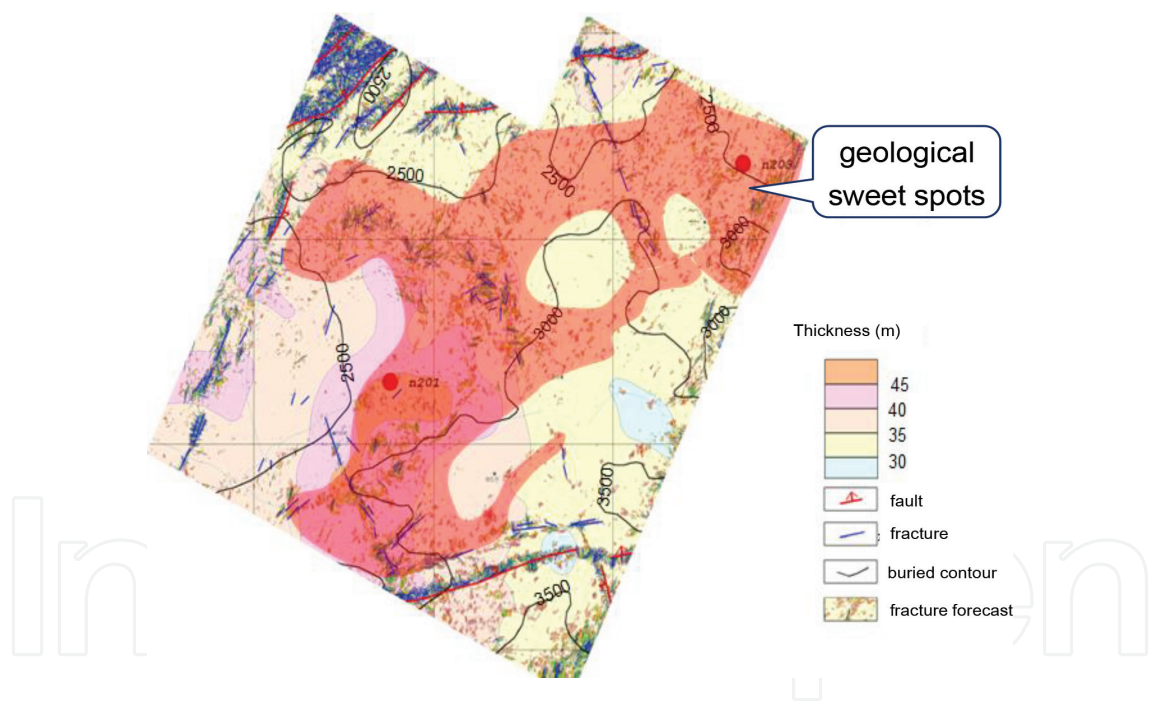 geological
sweet spots
2500
2500
n203
2500
2500
3000
3000
3000
2500
n201
3500
3500
Thickness (m)
45
40
35
30
fault
fracture
buried contour
fracture forecast